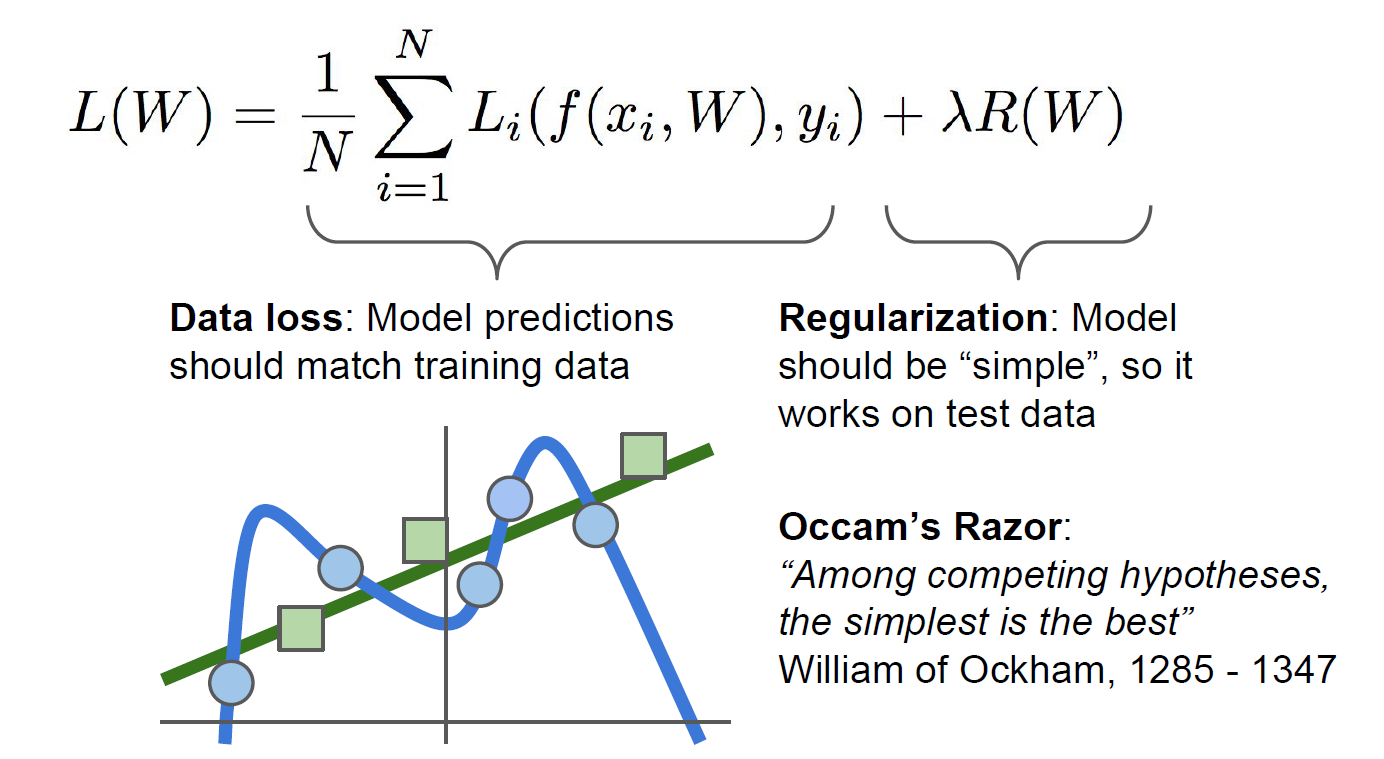 L(W) = \frac{1}{N} \sum_{i=1}^{N} L_i(f(x_i, W), y_i) + λR(W)
Data loss: Model predictions
should match training data
Regularization: Model
should be “simple”, so it
works on test data
Occam’s Razor:
“Among competing hypotheses,
the simplest is the best”
William of Ockham, 1285 - 1347